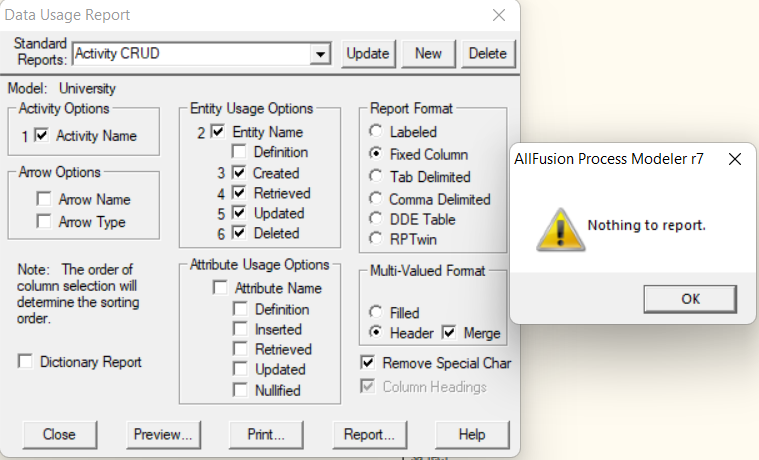 Data Usage Report
Standard
Reports:
Activity CRUD
Update
New
Delete
Model: University
Activity Options
1 Activity Name
Arrow Options
Arrow Name
Arrow Type
Note: The order of
column selection will
determine the sorting
order.
Dictionary Report
Entity Usage Options
2 Entity Name
Definition
3 Created
4 Retrieved
5 Updated
6 Deleted
Attribute Usage Options
Attribute Name
Definition
Inserted
Retrieved
Updated
Nullified
Report Format
Labeled
Fixed Column
Tab Delimited
Comma Delimited
DDE Table
RPTwin
Multi-Valued Format
Filled
Header Merge
Remove Special Char
Column Headings
Close
Preview...
Print...
Report...
Help
AllFusion Process Modeler r7
Nothing to report.
OK